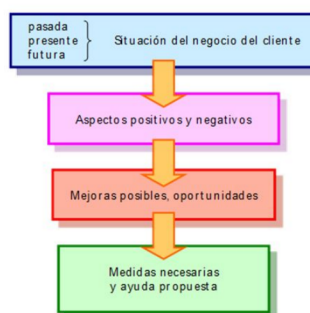 pasada
presente
futura
Situación del negocio del cliente
Aspectos positivos y negativos
Mejoras posibles, oportunidades
Medidas necesarias
y ayuda propuesta